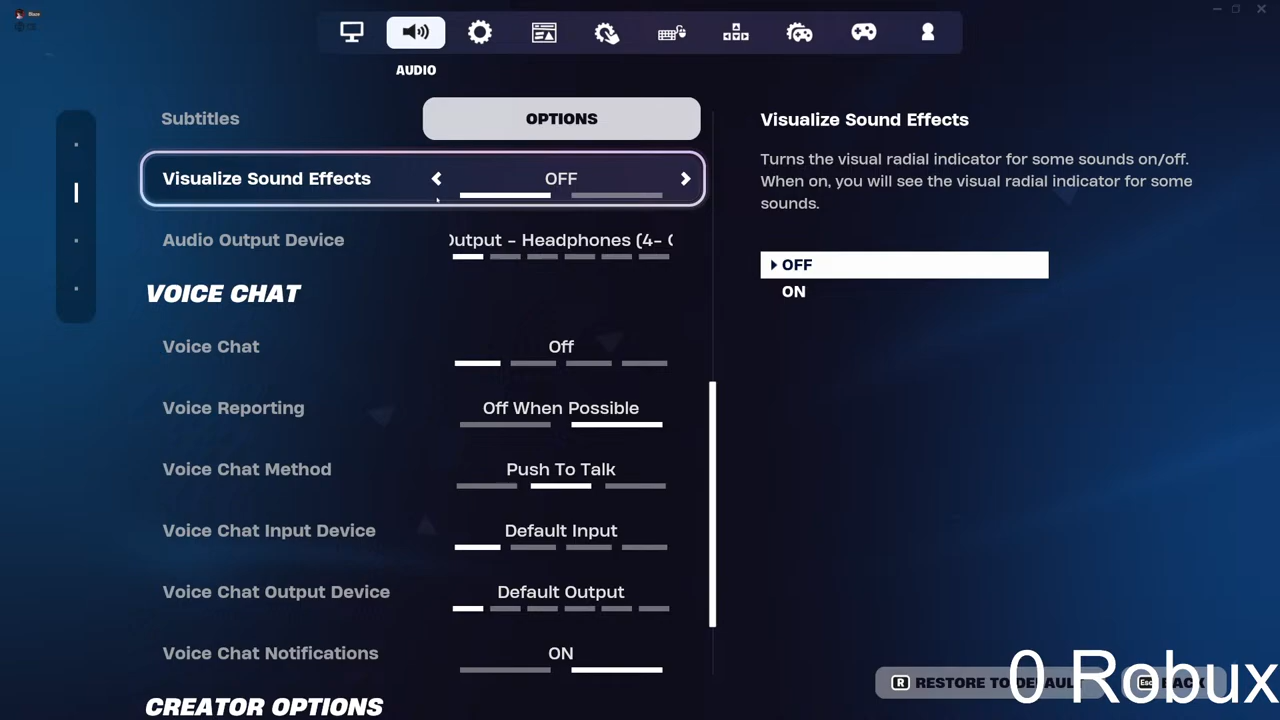 AUDIO
Subtitles
OPTIONS
Visualize Sound Effects
OFF
Audio Output Device
Output - Headphones (4-
VOICE CHAT
Voice Chat
Off
Voice Reporting
Off When Possible
Voice Chat Method
Push To Talk
Voice Chat Input Device
Default Input
Voice Chat Output Device
Default Output
Voice Chat Notifications
ON
CREATOR OPTIONS
Visualize Sound Effects
Turns the visual radial indicator for some sounds on/off.
When on, you will see the visual radial indicator for some
sounds.
OFF
ON
R RESTORE TO DEFAULT
Esc BACK
0 Robux